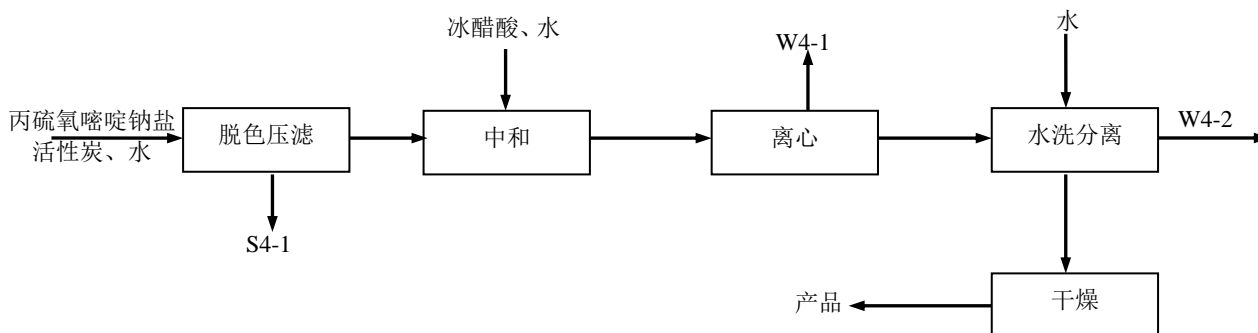 冰醋酸、水
W4-1
水
丙硫氧嘧啶钠盐
活性炭、水
脱色压滤
中和
离心
水洗分离
W4-2
S4-1
产品
干燥